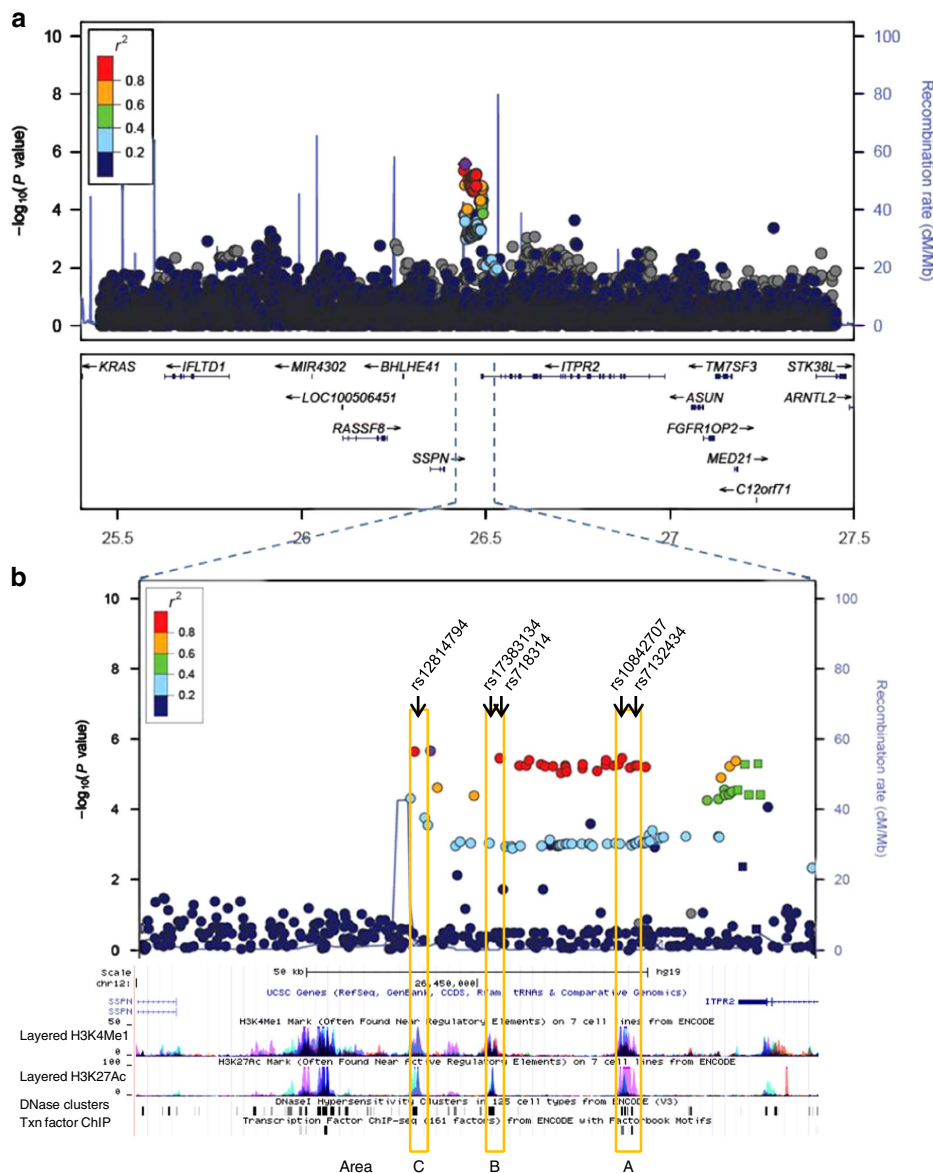 a
10
8
6
4
2
0
–log10(P value)
r2
0.8
0.6
0.4
0.2
100
80
60
40
20
0
Recombination rate (cM/Mb)
KRAS
IFLTD1
MIR4302
BHLHE41
ITPR2
TM7SF3
STK38L
LOC100506451
ASUN
ARNTL2
RASSF8
FGFR1OP2
SSPN
MED21
C12orf71
25.5
26
26.5
27
27.5
b
10
8
6
4
2
0
–log10(P value)
r2
0.8
0.6
0.4
0.2
rs12814794
rs17383134
rs718314
rs10842707
rs7132434
100
80
60
40
20
0
Recombination rate (cM/Mb)
Scale
50 kb
hg19
chr12:
26,450,000
UCSC Genes (RefSeq, GenBank, CCDS, Rfam, tRNAs & Comparative Genomics)
SSPN
SSPN
ITPR2
50
H3K4Me1 Mark (Often Found Near Regulatory Elements) on 7 cell lines from ENCODE
Layered H3K4Me1
0
100
H3K27Ac Mark (Often Found Near Active Regulatory Elements) on 7 cell lines from ENCODE
Layered H3K27Ac
0
DNaseI Hypersensitivity Clusters in 125 cell types from ENCODE (V3)
DNase clusters
Txn factor ChIP
Transcription Factor ChIP-seq (161 factors) from ENCODE with Factorbook Motifs
Area
C
B
A